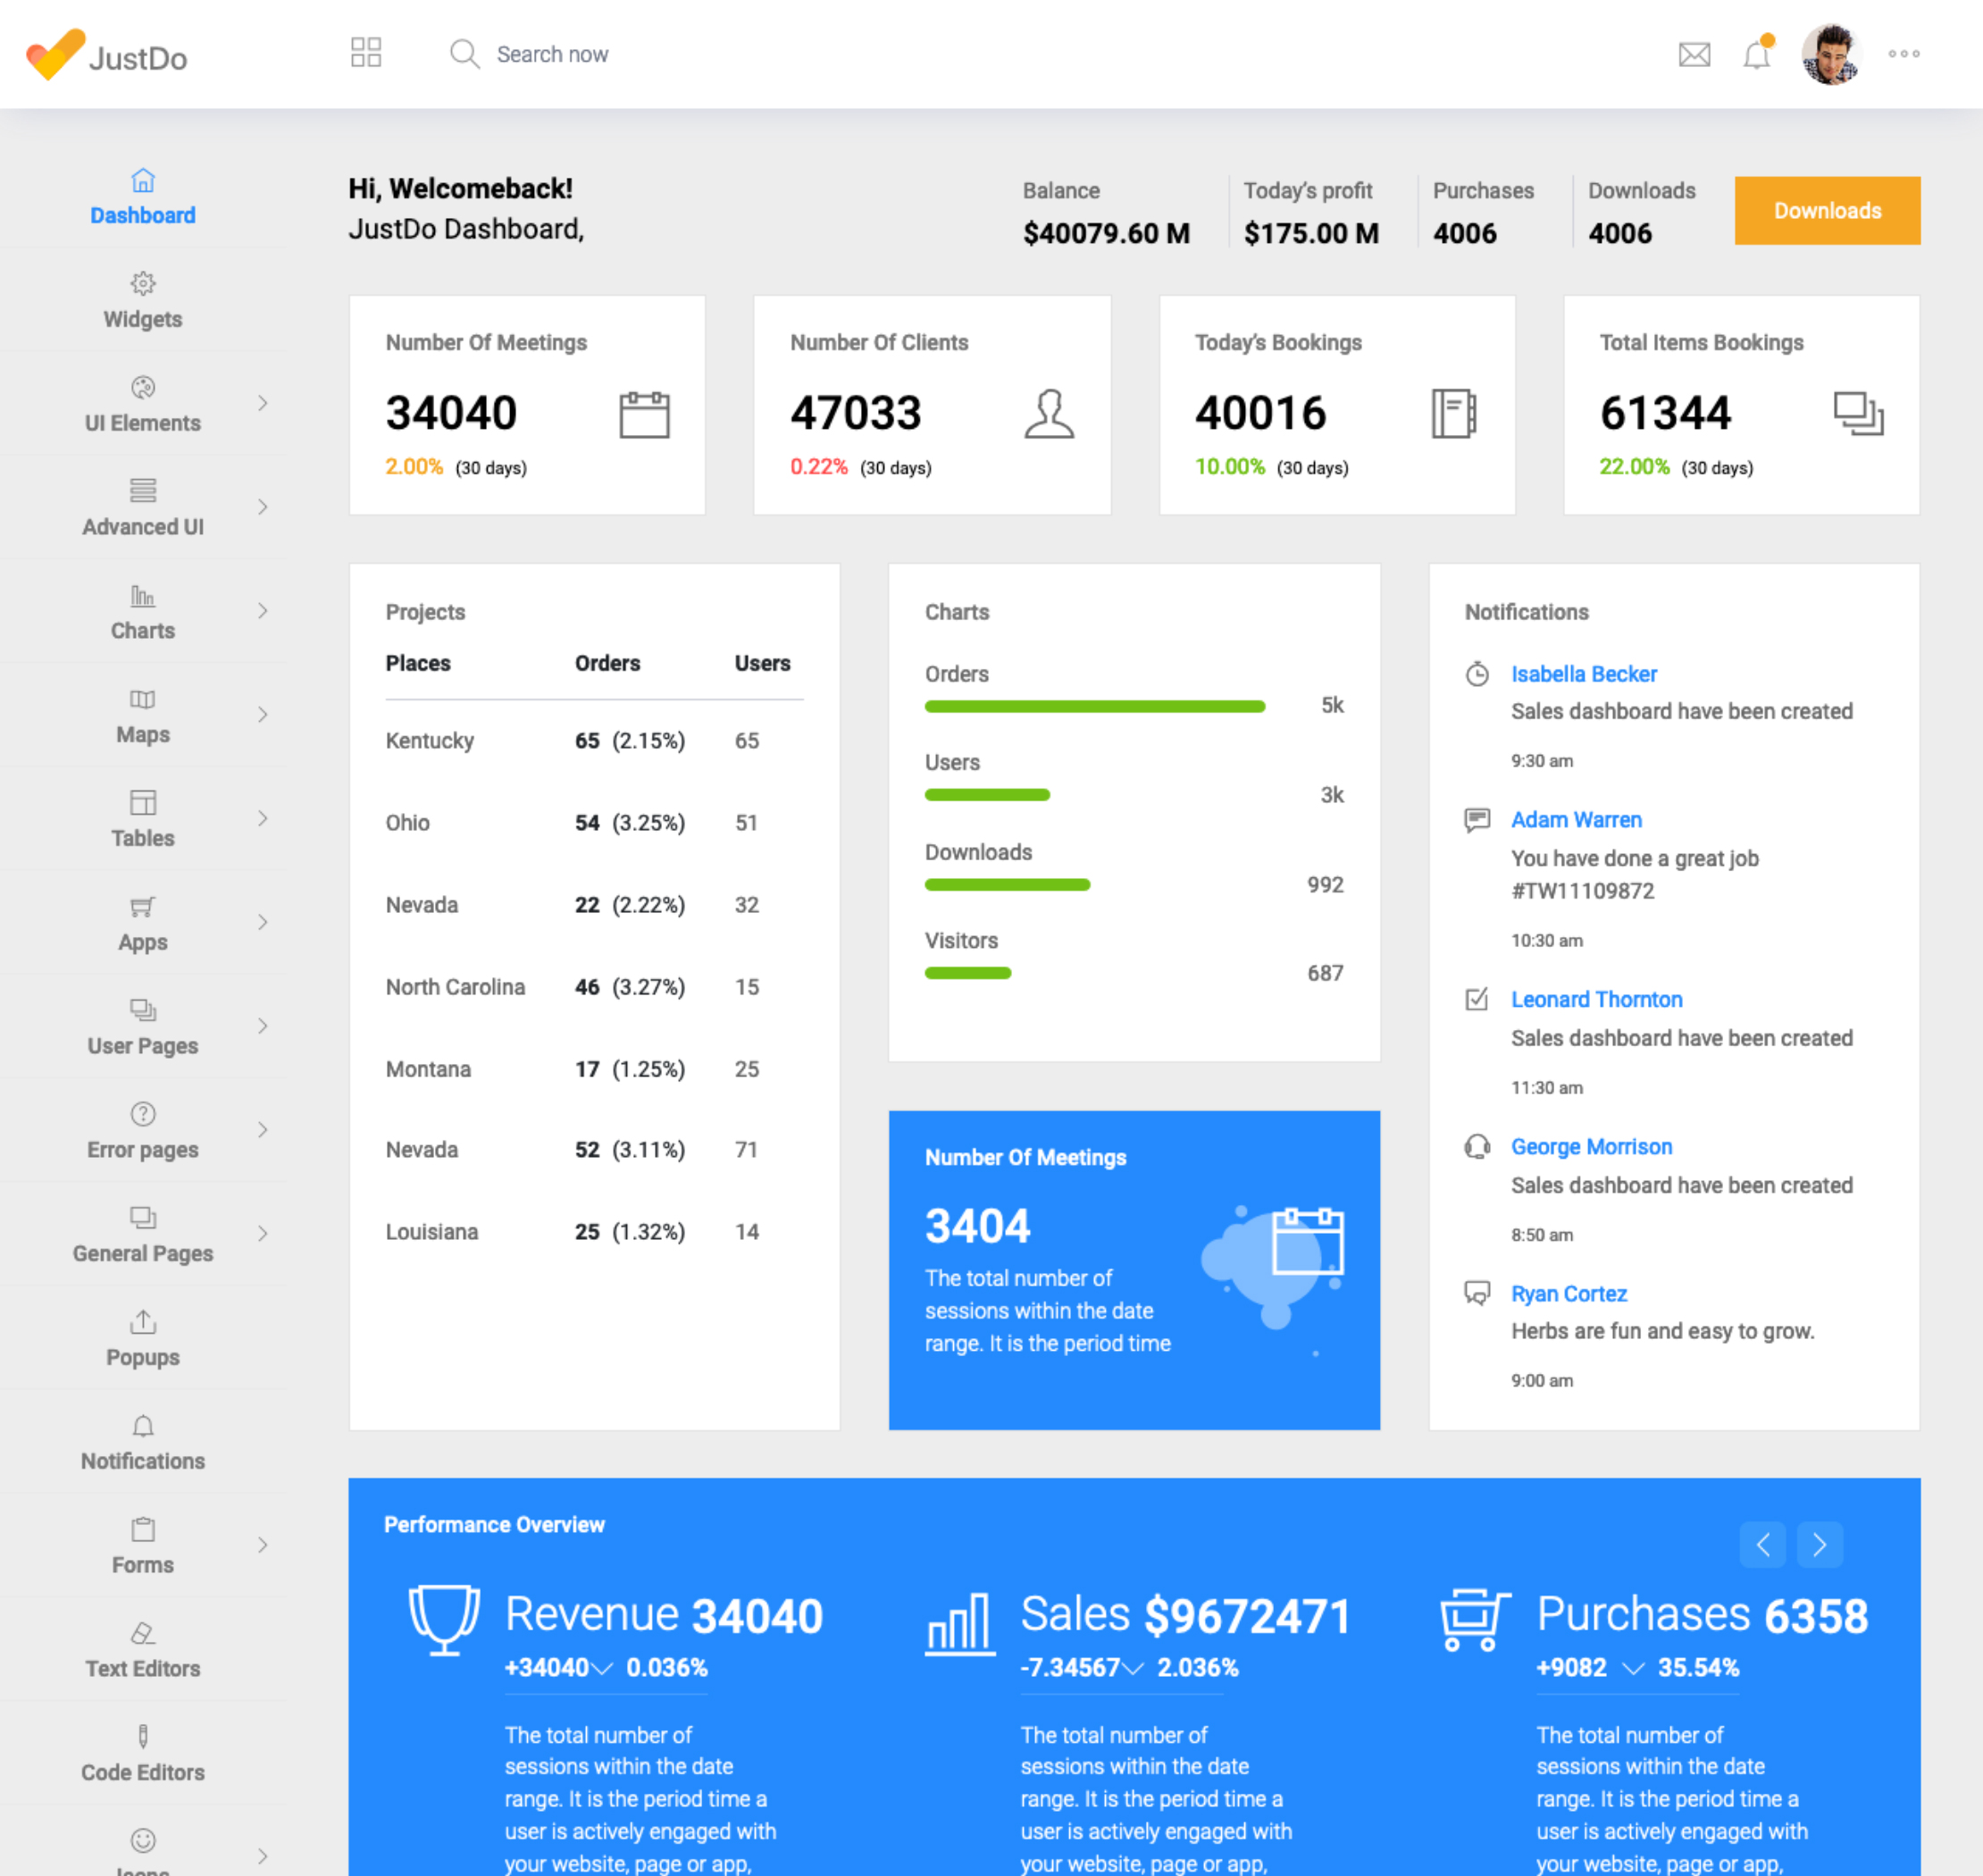 JustDo
Search now
Dashboard
Widgets
UI Elements
Advanced UI
Charts
Maps
Tables
Apps
User Pages
Error pages
General Pages
Popups
Notifications
Forms
Text Editors
Code Editors
Icons
Hi, Welcomeback!
JustDo Dashboard,
Balance
$40079.60 M
Today's profit
$175.00 M
Purchases
4006
Downloads
4006
Downloads
Number Of Meetings
34040
2.00% (30 days)
Number Of Clients
47033
0.22% (30 days)
Today's Bookings
40016
10.00% (30 days)
Total Items Bookings
61344
22.00% (30 days)
Projects
Places Orders Users
Kentucky 65 (2.15%) 65
Ohio 54 (3.25%) 51
Nevada 22 (2.22%) 32
North Carolina 46 (3.27%) 15
Montana 17 (1.25%) 25
Nevada 52 (3.11%) 71
Louisiana 25 (1.32%) 14
Charts
Orders
5k
Users
3k
Downloads
992
Visitors
687
Number Of Meetings
3404
The total number of
sessions within the date
range. It is the period time
Notifications
Isabella Becker
Sales dashboard have been created
9:30 am
Adam Warren
You have done a great job
#TW11109872
10:30 am
Leonard Thornton
Sales dashboard have been created
11:30 am
George Morrison
Sales dashboard have been created
8:50 am
Ryan Cortez
Herbs are fun and easy to grow.
9:00 am
Performance Overview
Revenue 34040
+34040 0.036%
The total number of
sessions within the date
range. It is the period time a
user is actively engaged with
your website, page or app,
Sales $9672471
-7.34567 2.036%
The total number of
sessions within the date
range. It is the period time a
user is actively engaged with
your website, page or app,
Purchases 6358
+9082 35.54%
The total number of
sessions within the date
range. It is the period time a
user is actively engaged with
your website, page or app,